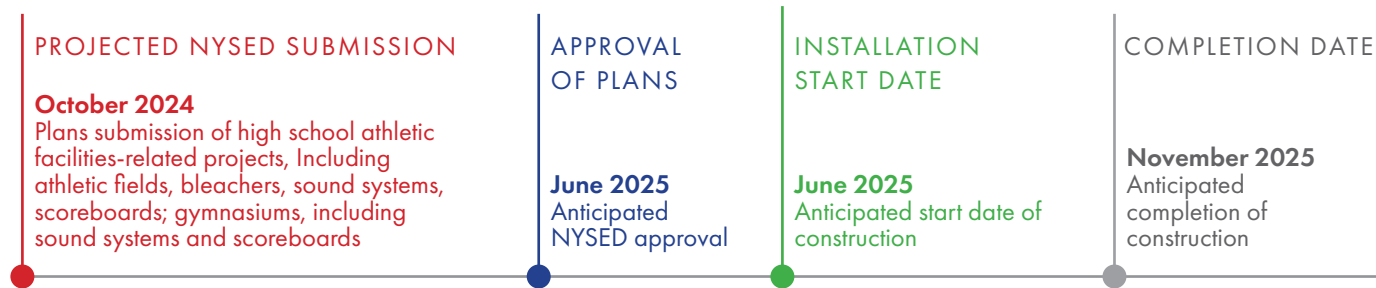 PROJECTED NYSED SUBMISSION
October 2024
Plans submission of high school athletic
facilities-related projects, Including
athletic fields, bleachers, sound systems,
scoreboards; gymnasiums, including
sound systems and scoreboards
APPROVAL
OF PLANS
June 2025
Anticipated
NYSED approval
INSTALLATION
START DATE
June 2025
Anticipated start date of
construction
COMPLETION DATE
November 2025
Anticipated
completion of
construction